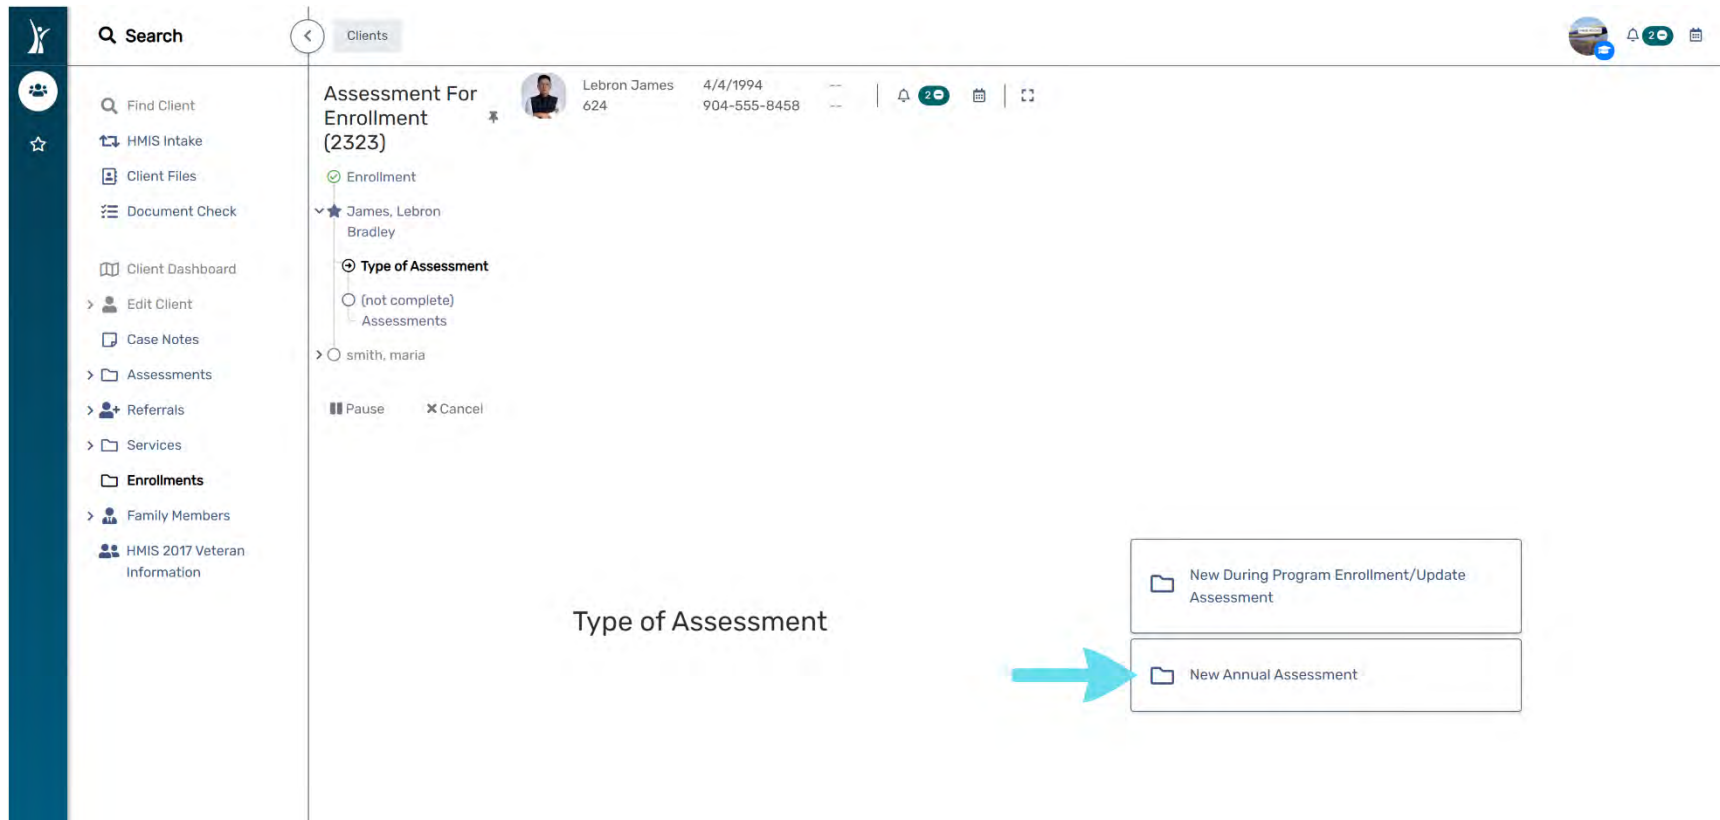 Search
Clients
2
Find Client
HMIS Intake
Client Files
Document Check
Client Dashboard
Edit Client
Case Notes
Assessments
Referrals
Services
Enrollments
Family Members
HMIS 2017 Veteran
Information
Assessment For
Enrollment
(2323)
Lebron James
624
4/4/1994
904-555-8458
--
--
2
Enrollment
James, Lebron
Bradley
Type of Assessment
(not complete)
Assessments
smith, maria
Pause
Cancel
Type of Assessment
New During Program Enrollment/Update
Assessment
New Annual Assessment